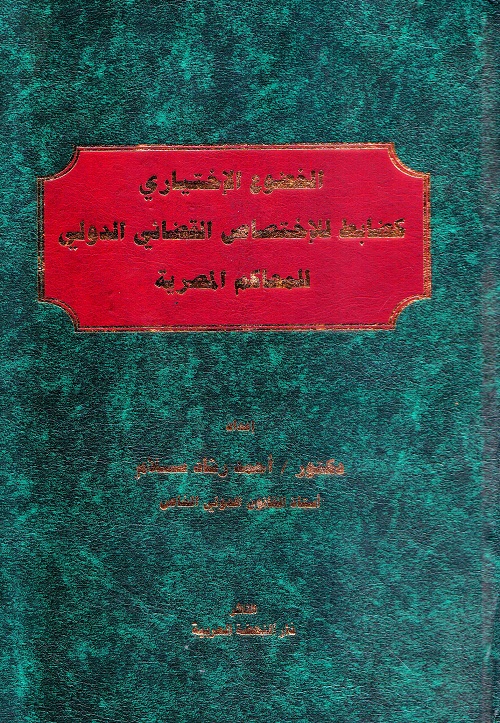 الخضوع الإختياري
كضابط للإختصاص القضائي الدولي
للمحاكم المصرية
إعداد
دكتور / أحمد رشاد سلام
أستاذ القانون الدولي الخاص
الناشر
دار النهضة العربية